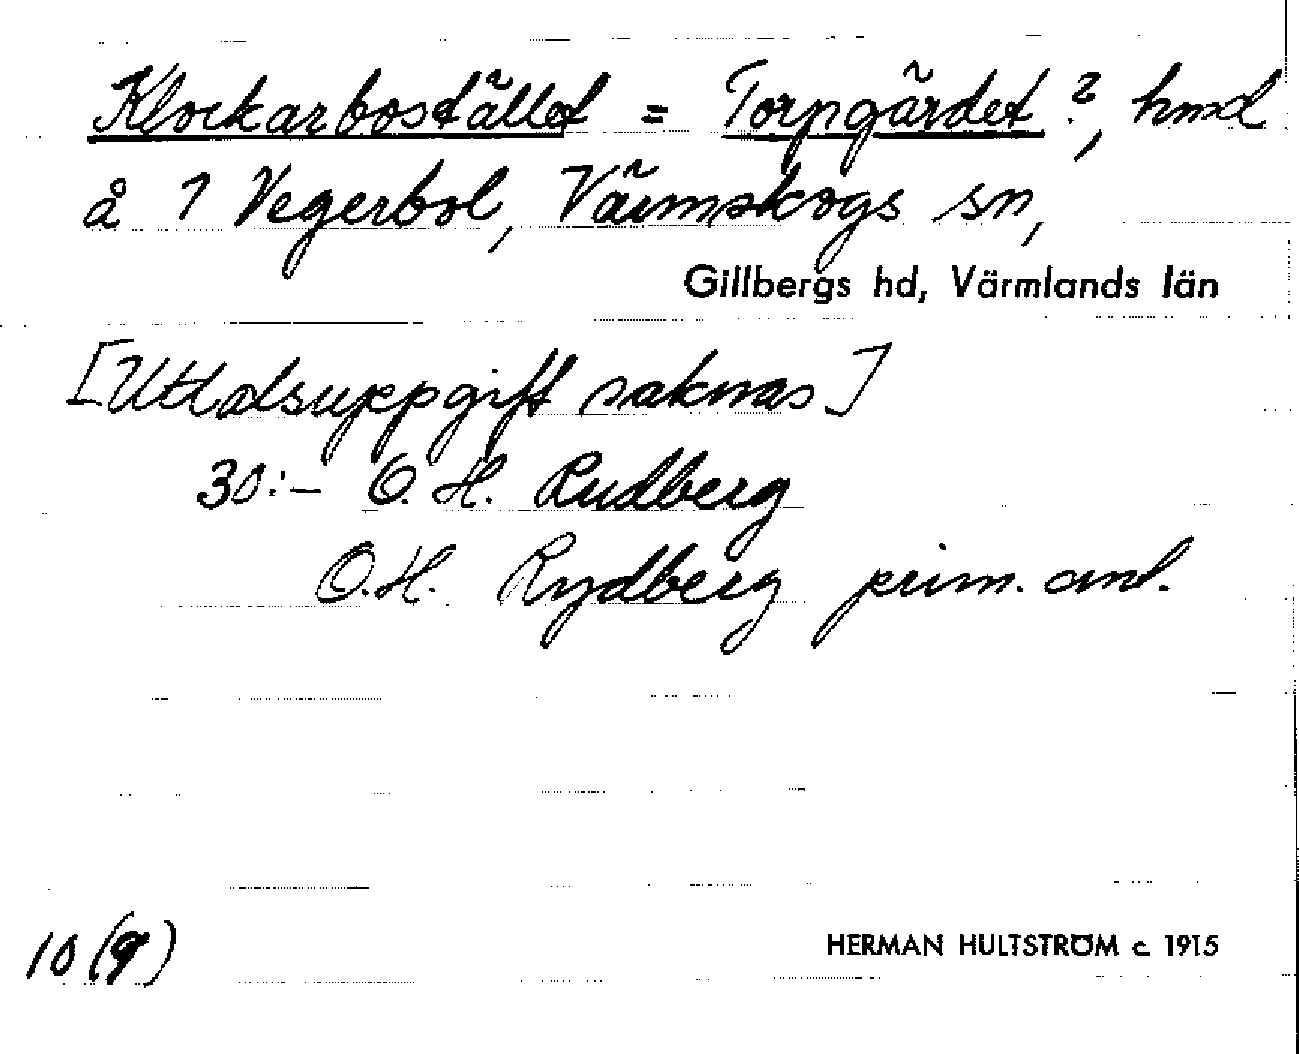 Klockarbostället = Torpgärdet?, hmd
å 1 Vegerbol, Värmskogs sn,
Gillbergs hd, Värmlands län
[Uttalsuppgift saknas]
30:- O. H. Rudberg
O.H. Rydberg prim. ant.
10 (9)
HERMAN HULTSTRÖM c. 1915